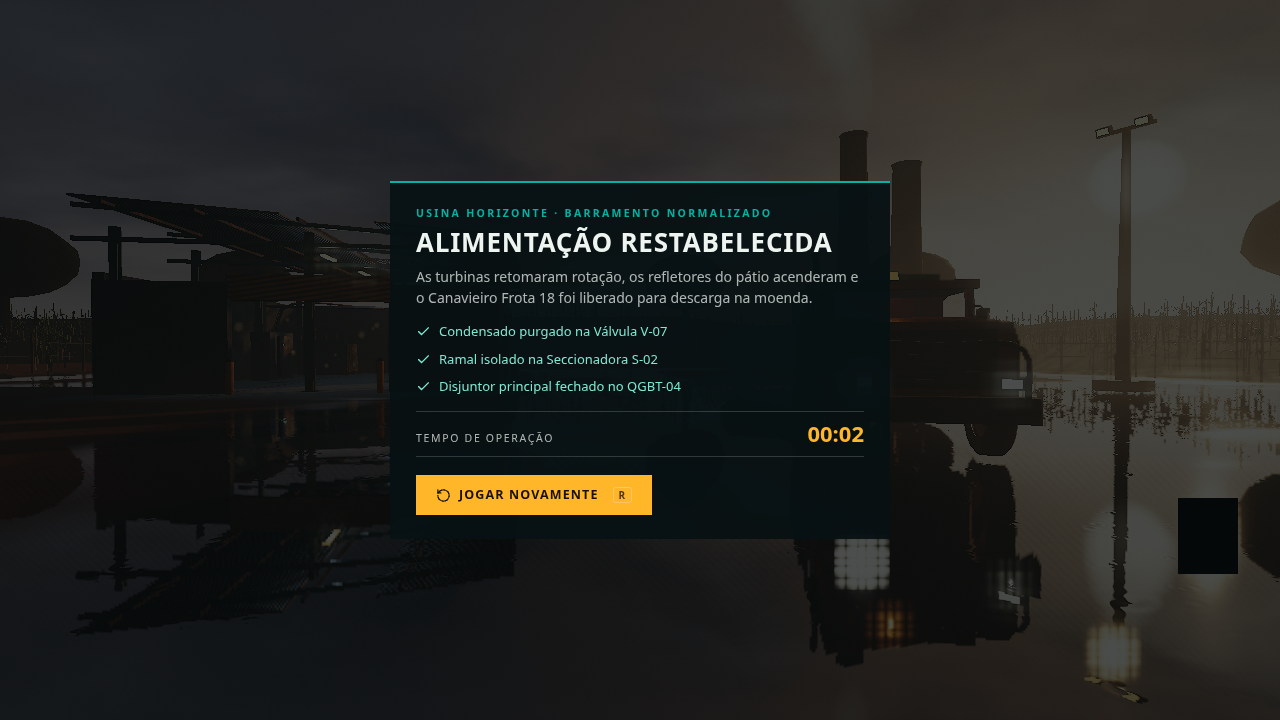 USINA HORIZONTE · BARRAMENTO NORMALIZADO
ALIMENTAÇÃO RESTABELECIDA
As turbinas retomaram rotação, os refletores do pátio acenderam e
o Canavieiro Frota 18 foi liberado para descarga na moenda.
Condensado purgado na Válvula V-07
Ramal isolado na Seccionadora S-02
Disjuntor principal fechado no QGBT-04
TEMPO DE OPERAÇÃO 00:02
JOGAR NOVAMENTE R